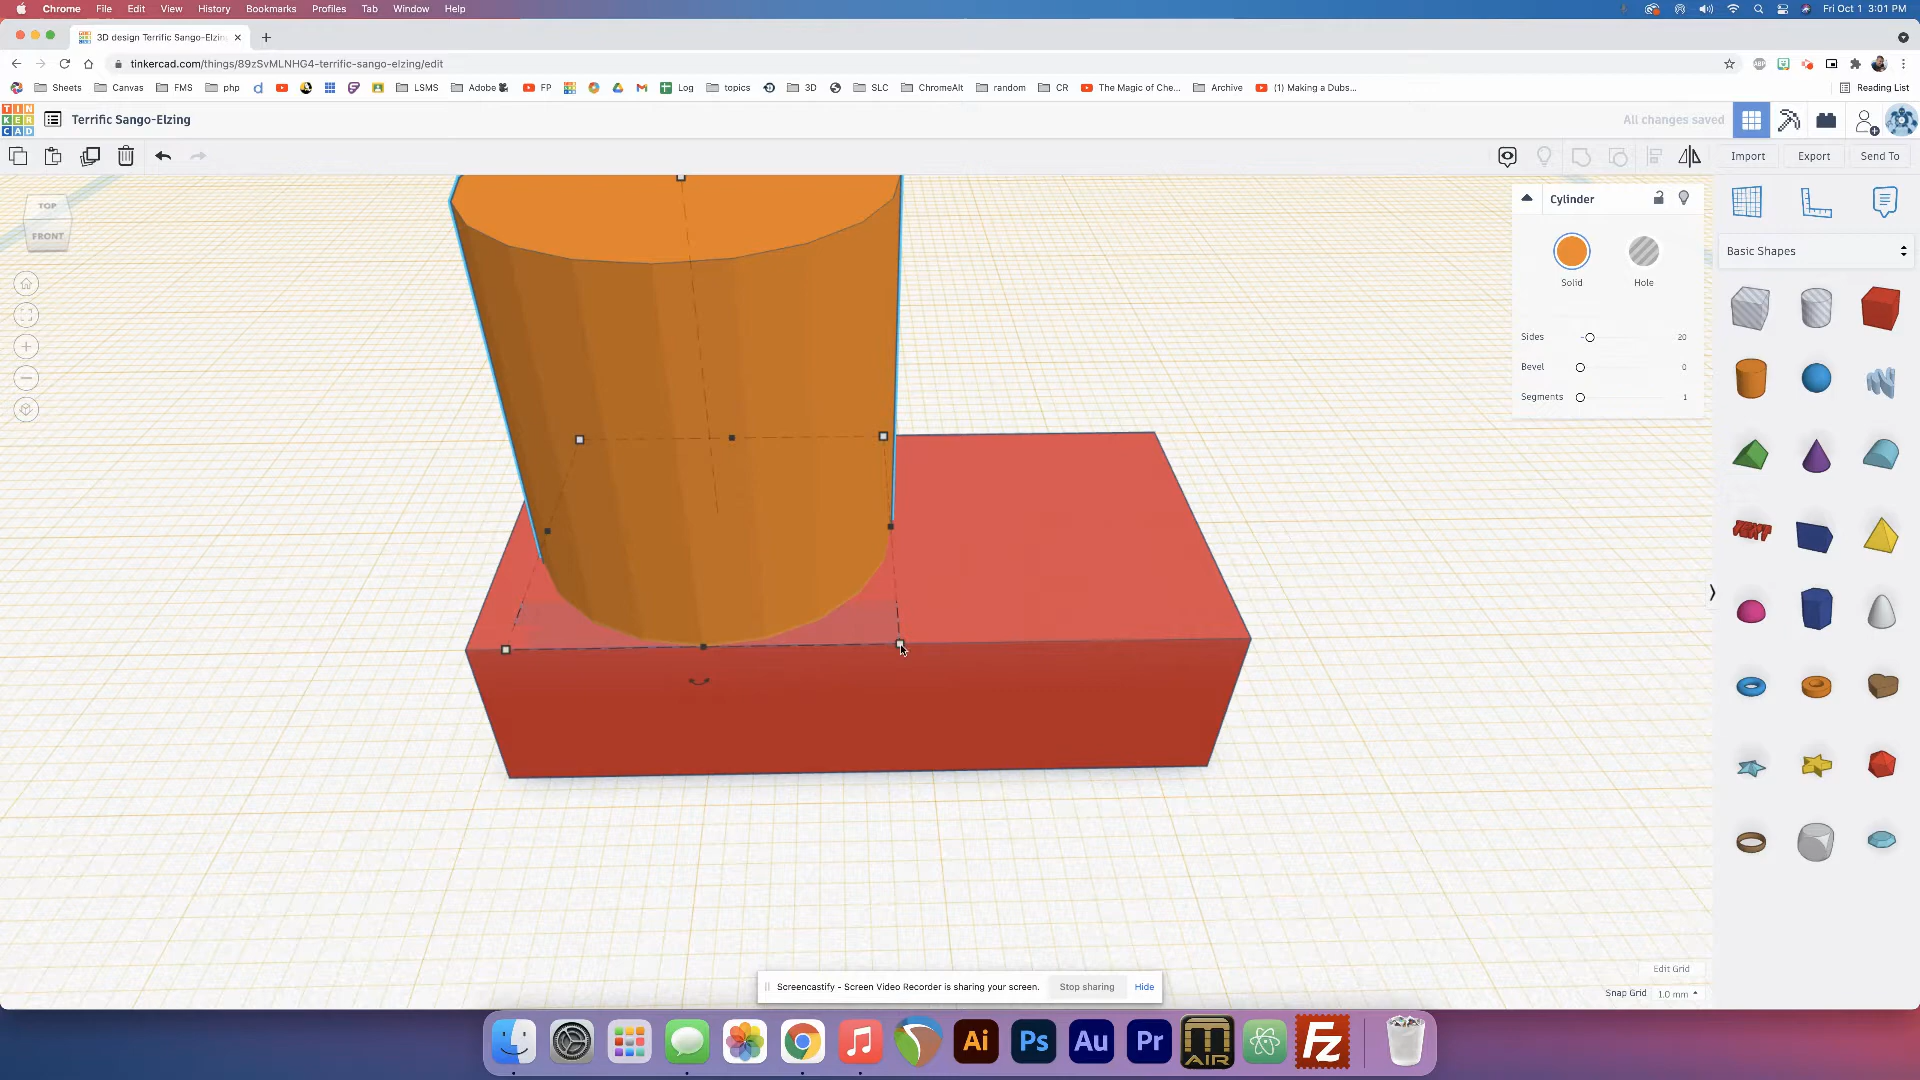 Chrome File Edit View History Bookmarks Profiles Tab Window Help Fri Oct 1 3:01 PM
3D design Terrific Sango-Elzin
tinkercad.com/things/89zSvMLNHG4-terrific-sango-elzing/edit
Sheets Canvas FMS php FP LSMS Adobe Log topics 3D SLC ChromeAlt random CR The Magic of Che... Archive (1) Making a Dubs... Reading List
TIN KER CAD Terrific Sango-Elzing All changes saved
Import Export Send To
TOP
FRONT
Cylinder
Solid Hole
Sides 20
Bevel 0
Segments 1
Basic Shapes
TEXT
Edit Grid
Snap Grid 1.0 mm
Screencastify - Screen Video Recorder is sharing your screen. Stop sharing Hide
Ai Ps Au Pr M AIR Fz